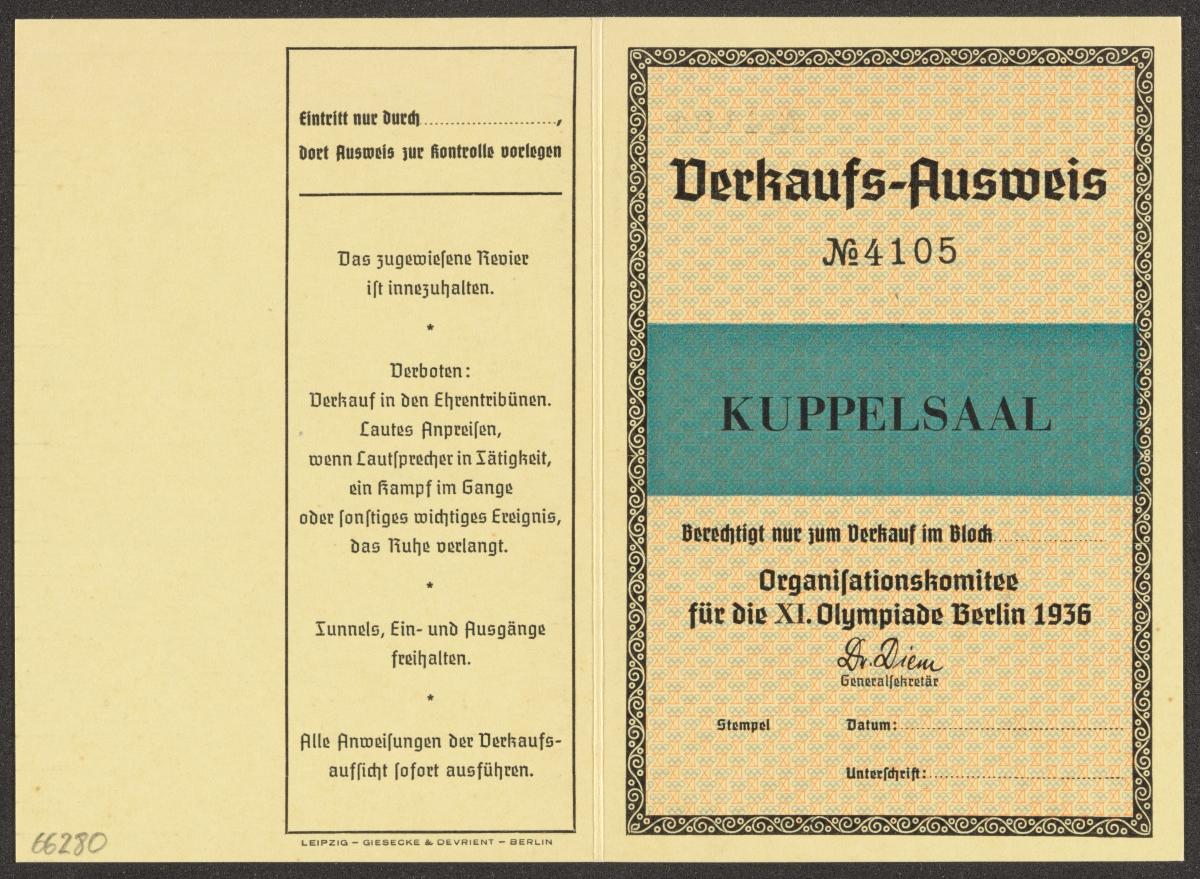 Eintritt nur durch ....................,
dort Ausweis zur Kontrolle vorlegen
Das zugewieſene Revier
iſt innezuhalten.
*
Verboten:
Verkauf in den Ehrentribünen.
Lautes Anpreiſen,
wenn Lautſprecher in Tätigkeit,
ein Kampf im Gange
oder ſonſtiges wichtiges Ereignis,
das Ruhe verlangt.
*
Tunnels, Ein- und Ausgänge
freihalten.
*
Alle Anweiſungen der Verkaufs-
aufſicht ſofort ausführen.
LEIPZIG – GIESECKE & DEVRIENT – BERLIN
66280
Verkaufs-Ausweis
№ 4105
KUPPELSAAL
Berechtigt nur zum Verkauf im Block ................
Organiſationskomitee
für die XI. Olympiade Berlin 1936
Dr. Diem
Generalſekretär
Stempel Datum: ................
Unterſchrift: ................